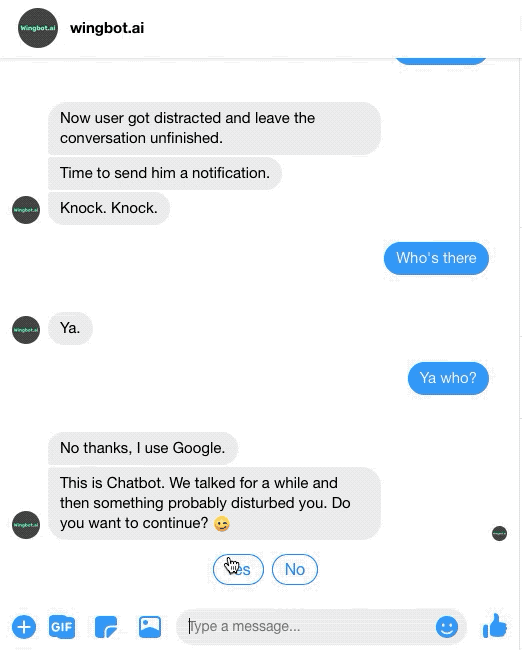 Wingbot.ai
wingbot.ai
Now user got distracted and leave the
conversation unfinished.
Time to send him a notification.
Knock. Knock.
Wingbot.ai
Who's there
Ya.
Wingbot.ai
Ya who?
No thanks, I use Google.
This is Chatbot. We talked for a while and
then something probably disturbed you. Do
you want to continue?
Wingbot.ai
No
GIF
Type a message...